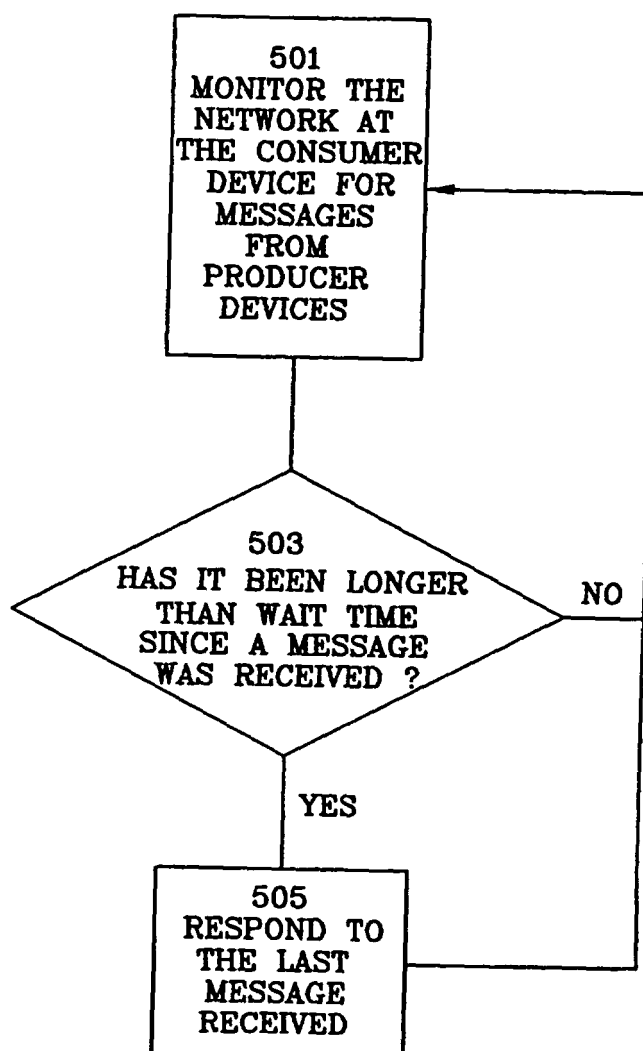 501
MONITOR THE
NETWORK AT
THE CONSUMER
DEVICE FOR
MESSAGES
FROM
PRODUCER
DEVICES
503
HAS IT BEEN LONGER
THAN WAIT TIME
SINCE A MESSAGE
WAS RECEIVED ?
NO
YES
505
RESPOND TO
THE LAST
MESSAGE
RECEIVED